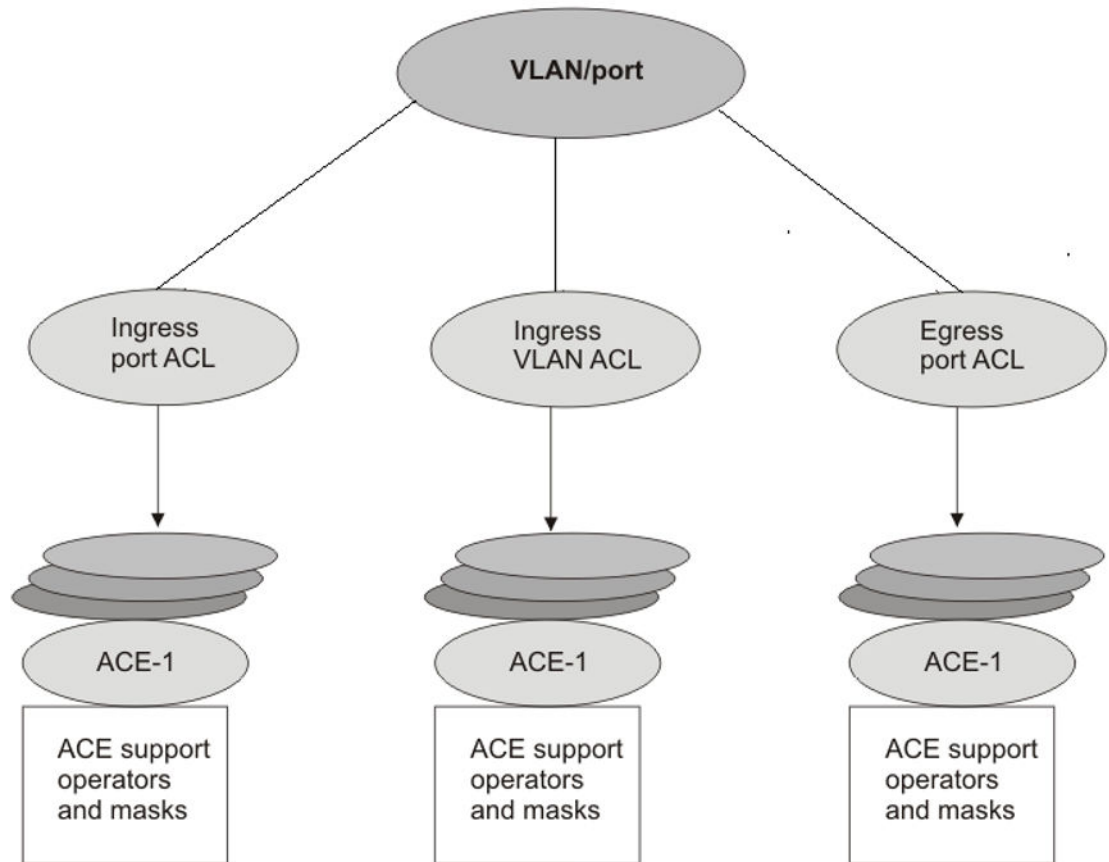 VLAN/port
Ingress
port ACL
Ingress
VLAN ACL
Egress
port ACL
ACE-1
ACE-1
ACE-1
ACE support
operators
and masks
ACE support
operators
and masks
ACE support
operators
and masks